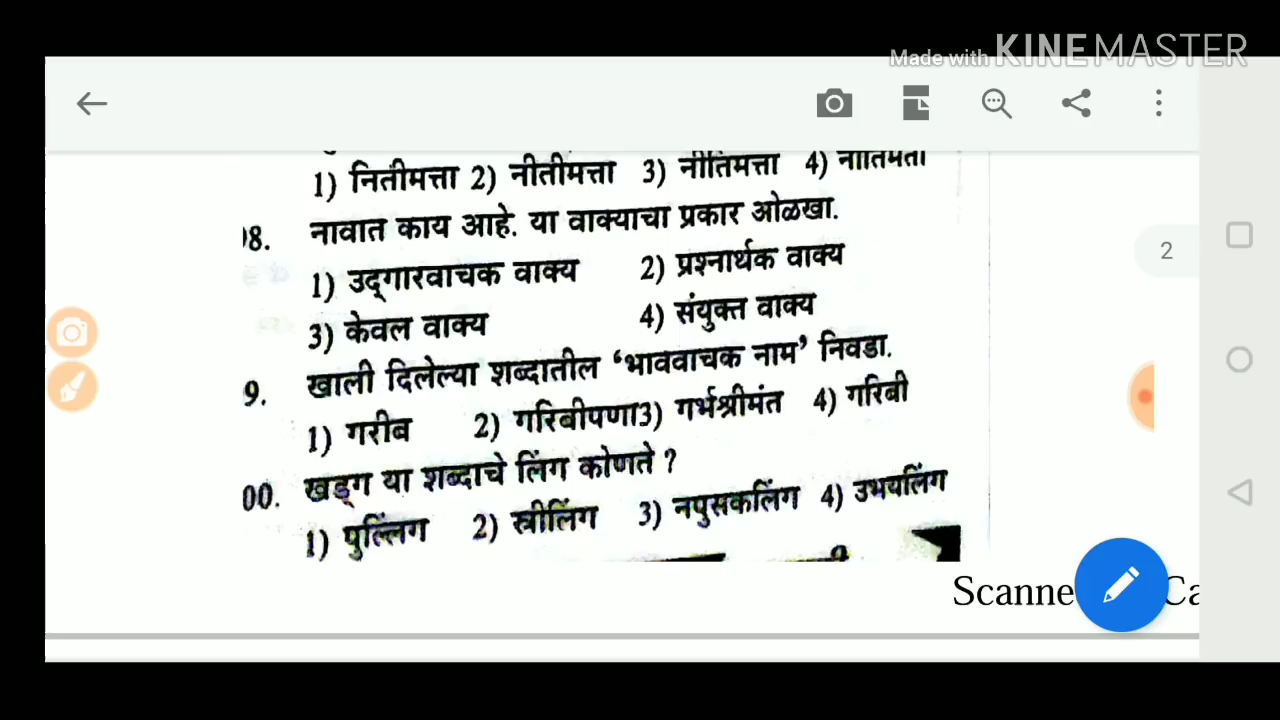 Made with KINEMASTER
1) नितीमत्ता 2) नीतीमत्ता 3) नीतिमत्ता 4)
98. नावात काय आहे. या वाक्याचा प्रकार ओळखा.
1) उद्‌गारवाचक वाक्य 2) प्रश्नार्थक वाक्य
2
3) केवल वाक्य 4) संयुक्त वाक्य
9. खाली दिलेल्या शब्दातील ‘भाववाचक नाम’ निवडा.
1) गरीब 2) गरिबीपणा3) गर्भश्रीमंत 4) गरिबी
00. खड्‌ग या शब्दाचे लिंग कोणते ?
1) पुल्लिंग 2) स्त्रीलिंग 3) नपुसकलिंग 4) उभयलिंग
Scanne Ca